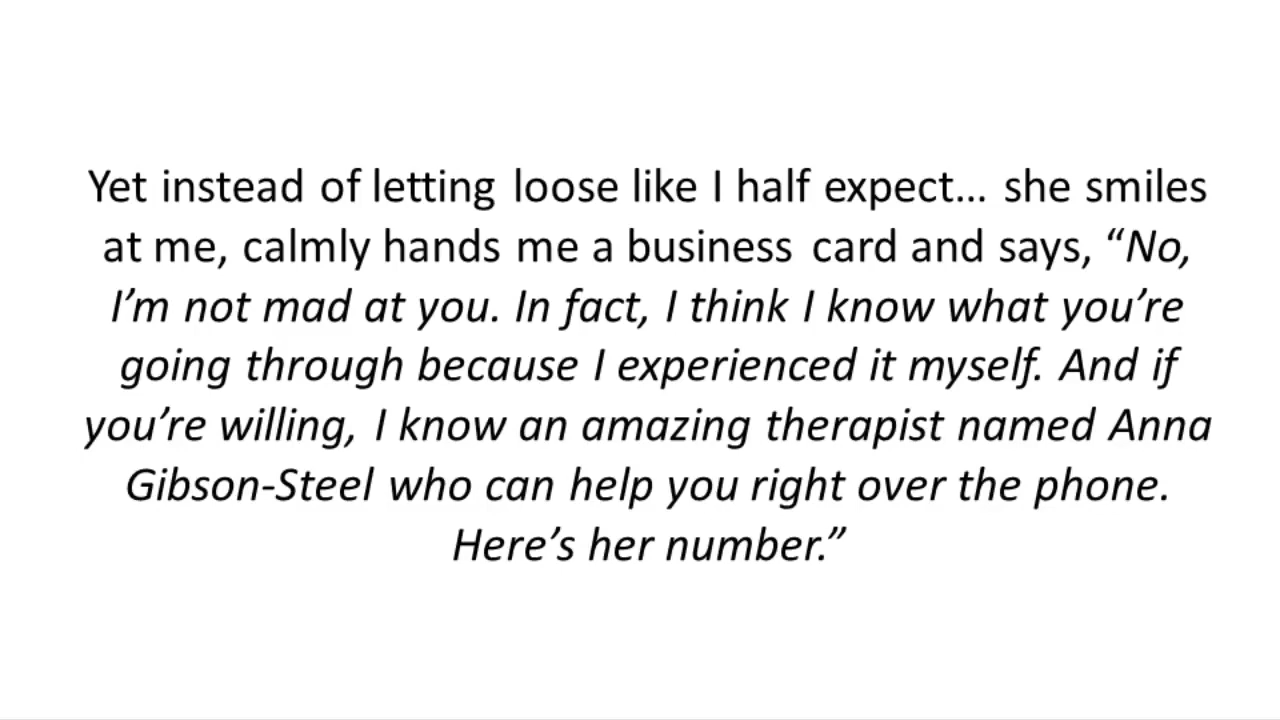 Yet instead of letting loose like I half expect… she smiles
at me, calmly hands me a business card and says, “No,
I’m not mad at you. In fact, I think I know what you’re
going through because I experienced it myself. And if
you’re willing, I know an amazing therapist named Anna
Gibson-Steel who can help you right over the phone.
Here’s her number.”